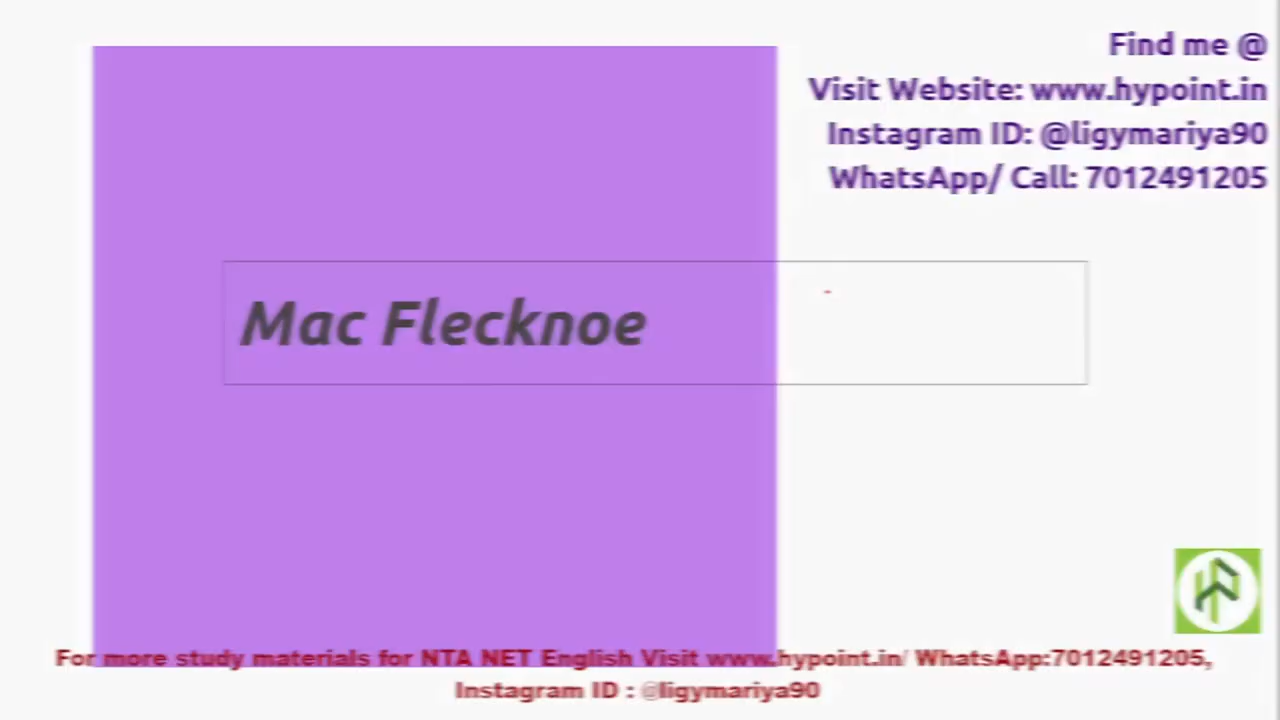 Find me @
Visit Website: www.hypoint.in
Instagram ID: @ligymariya90
WhatsApp/ Call: 7012491205
Mac Flecknoe
For more study materials for NTA NET English Visit www.hypoint.in/ WhatsApp:7012491205,
Instagram ID : @ligymariya90